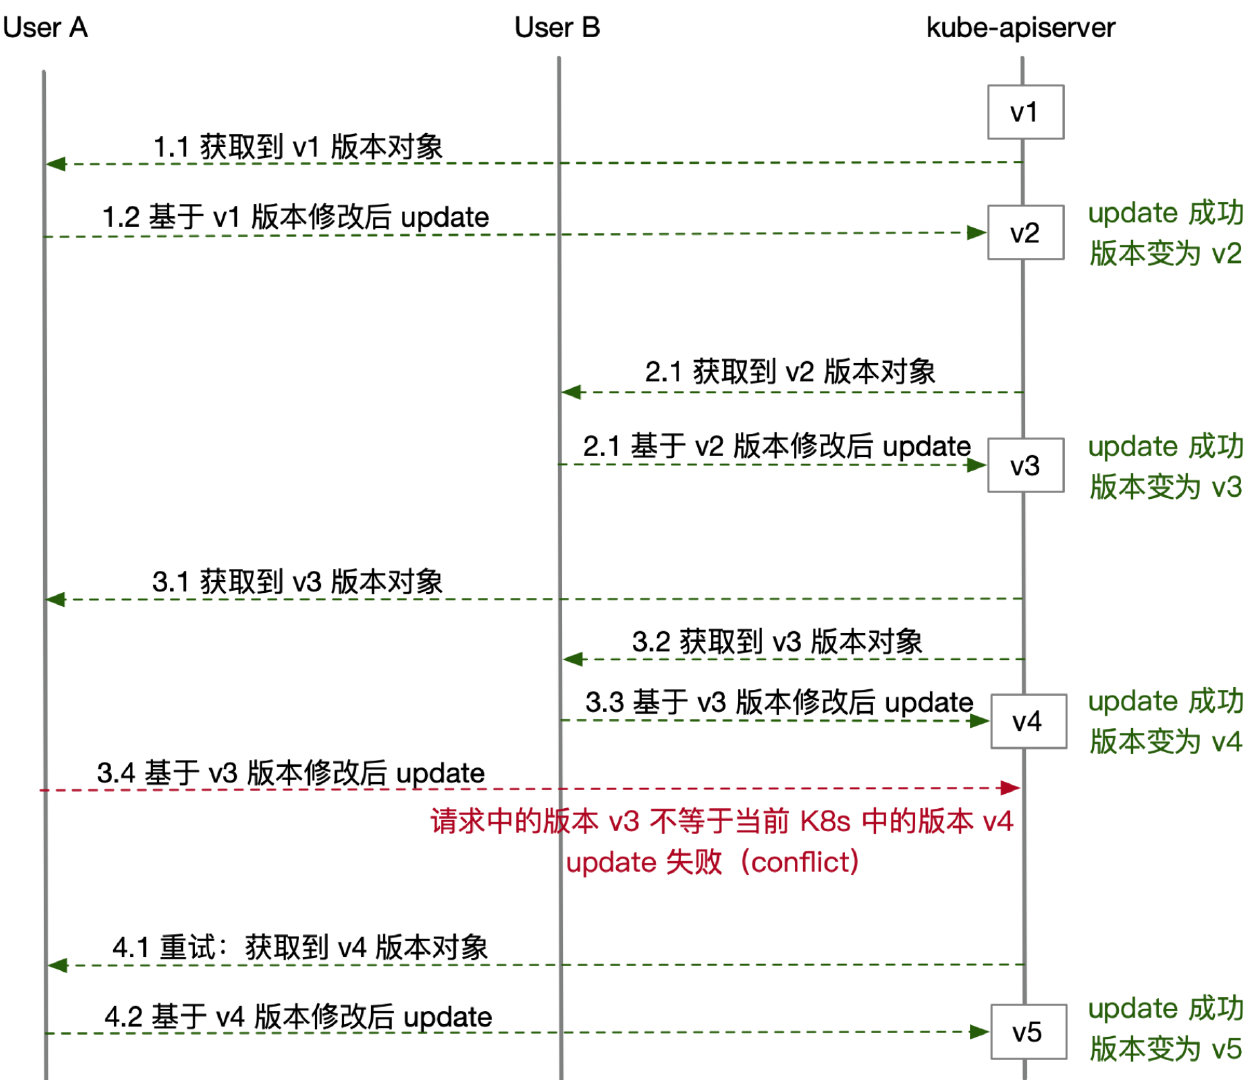 User A
User B
kube-apiserver
v1
1.1 获取到 v1 版本对象
1.2 基于 v1 版本修改后 update
v2
update 成功
版本变为 v2
2.1 获取到 v2 版本对象
2.1 基于 v2 版本修改后 update
v3
update 成功
版本变为 v3
3.1 获取到 v3 版本对象
3.2 获取到 v3 版本对象
3.3 基于 v3 版本修改后 update
v4
update 成功
版本变为 v4
3.4 基于 v3 版本修改后 update
请求中的版本 v3 不等于当前 K8s 中的版本 v4
update 失败（conflict）
4.1 重试：获取到 v4 版本对象
4.2 基于 v4 版本修改后 update
v5
update 成功
版本变为 v5